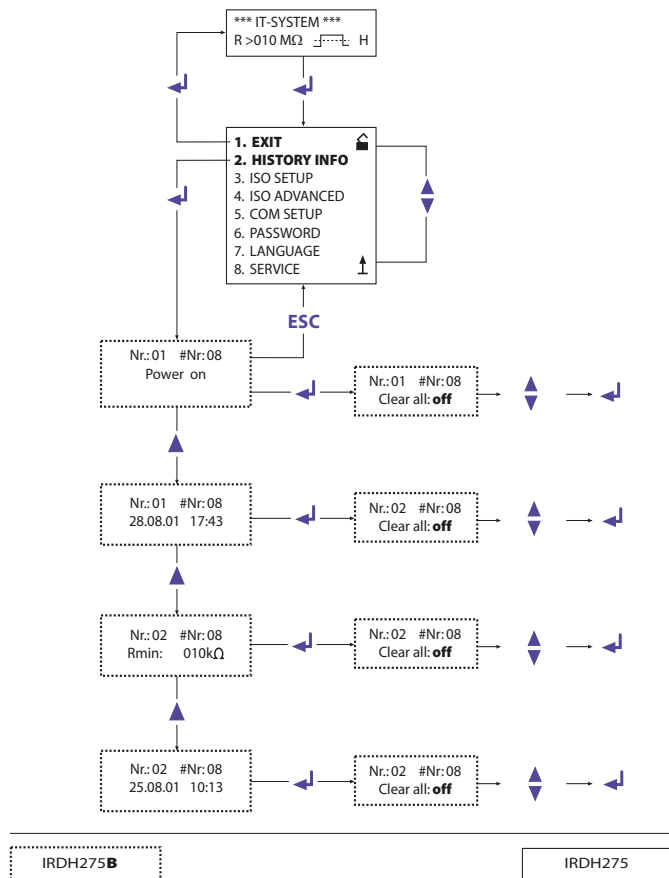 *** IT-SYSTEM ***
R >010 MΩ H
1. EXIT
2. HISTORY INFO
3. ISO SETUP
4. ISO ADVANCED
5. COM SETUP
6. PASSWORD
7. LANGUAGE
8. SERVICE
ESC
Nr.: 01 #Nr: 08
Power on
Nr.: 01 #Nr: 08
Clear all: off
Nr.: 01 #Nr: 08
28.08.01 17:43
Nr.: 02 #Nr: 08
Clear all: off
Nr.: 02 #Nr: 08
Rmin: 010kΩ
Nr.: 02 #Nr: 08
Clear all: off
Nr.: 02 #Nr: 08
25.08.01 10:13
Nr.: 02 #Nr: 08
Clear all: off
IRDH275B
IRDH275